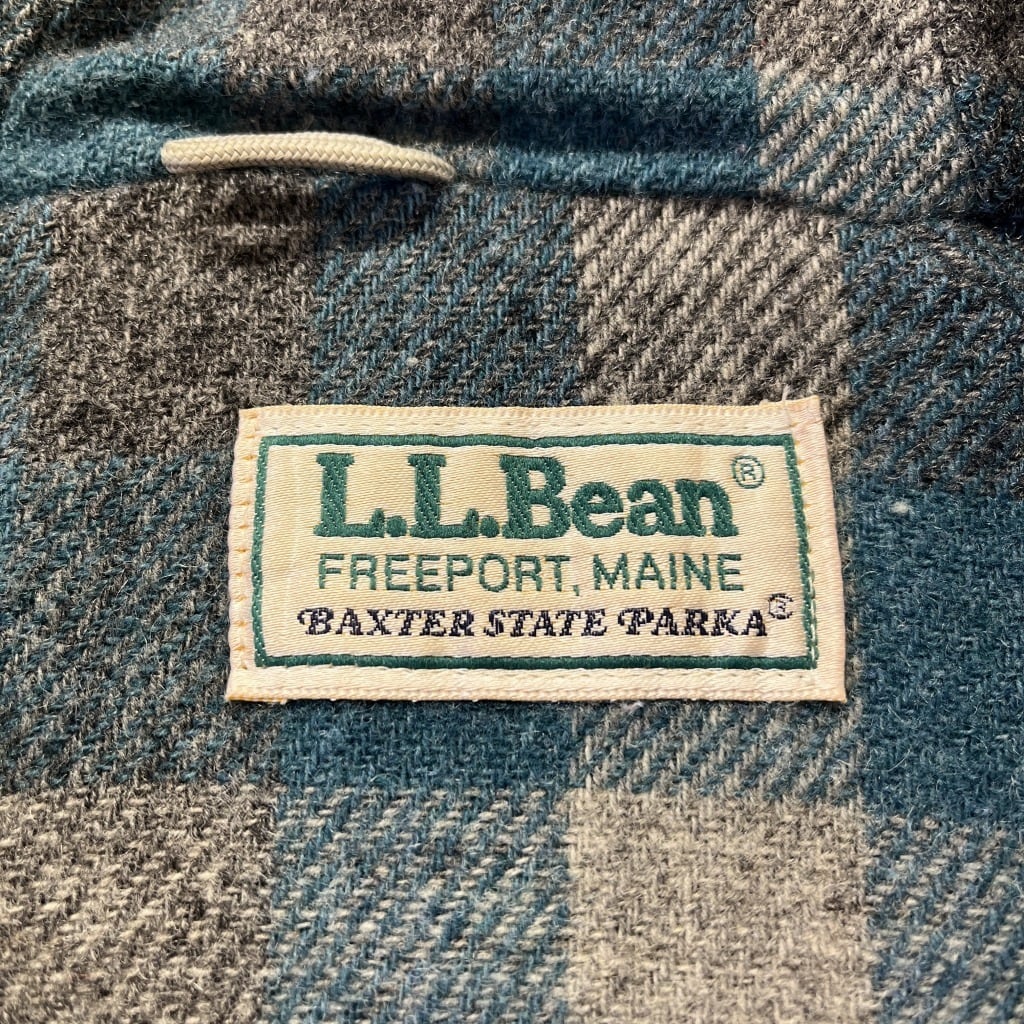 L.L.Bean®
FREEPORT, MAINE
BAXTER STATE PARKA®